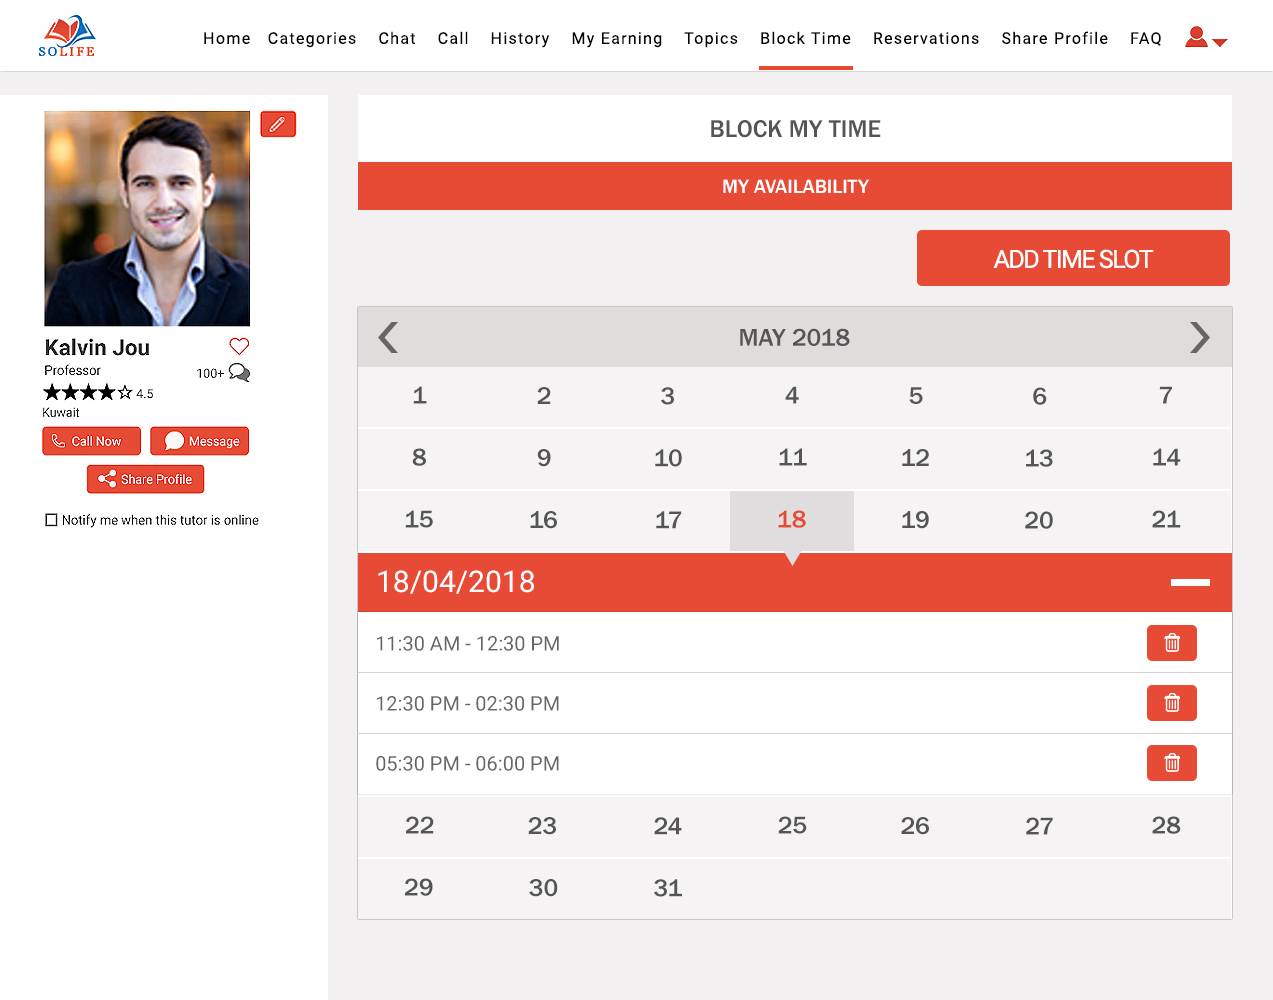 SOLIFE
Home Categories Chat Call History My Earning Topics Block Time Reservations Share Profile FAQ
Kalvin Jou
Professor
100+
4.5
Kuwait
Call Now
Message
Share Profile
Notify me when this tutor is online
BLOCK MY TIME
MY AVAILABILITY
ADD TIME SLOT
MAY 2018
1 2 3 4 5 6 7
8 9 10 11 12 13 14
15 16 17 18 19 20 21
18/04/2018
11:30 AM - 12:30 PM
12:30 PM - 02:30 PM
05:30 PM - 06:00 PM
22 23 24 25 26 27 28
29 30 31